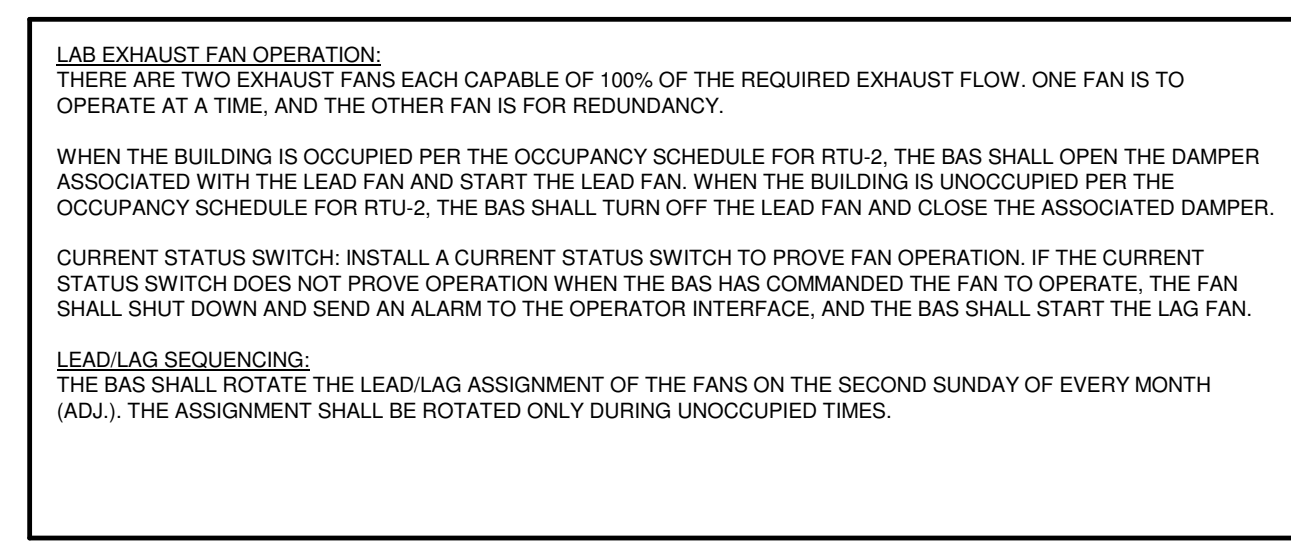 LAB EXHAUST FAN OPERATION:
THERE ARE TWO EXHAUST FANS EACH CAPABLE OF 100% OF THE REQUIRED EXHAUST FLOW. ONE FAN IS TO
OPERATE AT A TIME, AND THE OTHER FAN IS FOR REDUNDANCY.
WHEN THE BUILDING IS OCCUPIED PER THE OCCUPANCY SCHEDULE FOR RTU-2, THE BAS SHALL OPEN THE DAMPER
ASSOCIATED WITH THE LEAD FAN AND START THE LEAD FAN. WHEN THE BUILDING IS UNOCCUPIED PER THE
OCCUPANCY SCHEDULE FOR RTU-2, THE BAS SHALL TURN OFF THE LEAD FAN AND CLOSE THE ASSOCIATED DAMPER.
CURRENT STATUS SWITCH: INSTALL A CURRENT STATUS SWITCH TO PROVE FAN OPERATION. IF THE CURRENT
STATUS SWITCH DOES NOT PROVE OPERATION WHEN THE BAS HAS COMMANDED THE FAN TO OPERATE, THE FAN
SHALL SHUT DOWN AND SEND AN ALARM TO THE OPERATOR INTERFACE, AND THE BAS SHALL START THE LAG FAN.
LEAD/LAG SEQUENCING:
THE BAS SHALL ROTATE THE LEAD/LAG ASSIGNMENT OF THE FANS ON THE SECOND SUNDAY OF EVERY MONTH
(ADJ.). THE ASSIGNMENT SHALL BE ROTATED ONLY DURING UNOCCUPIED TIMES.